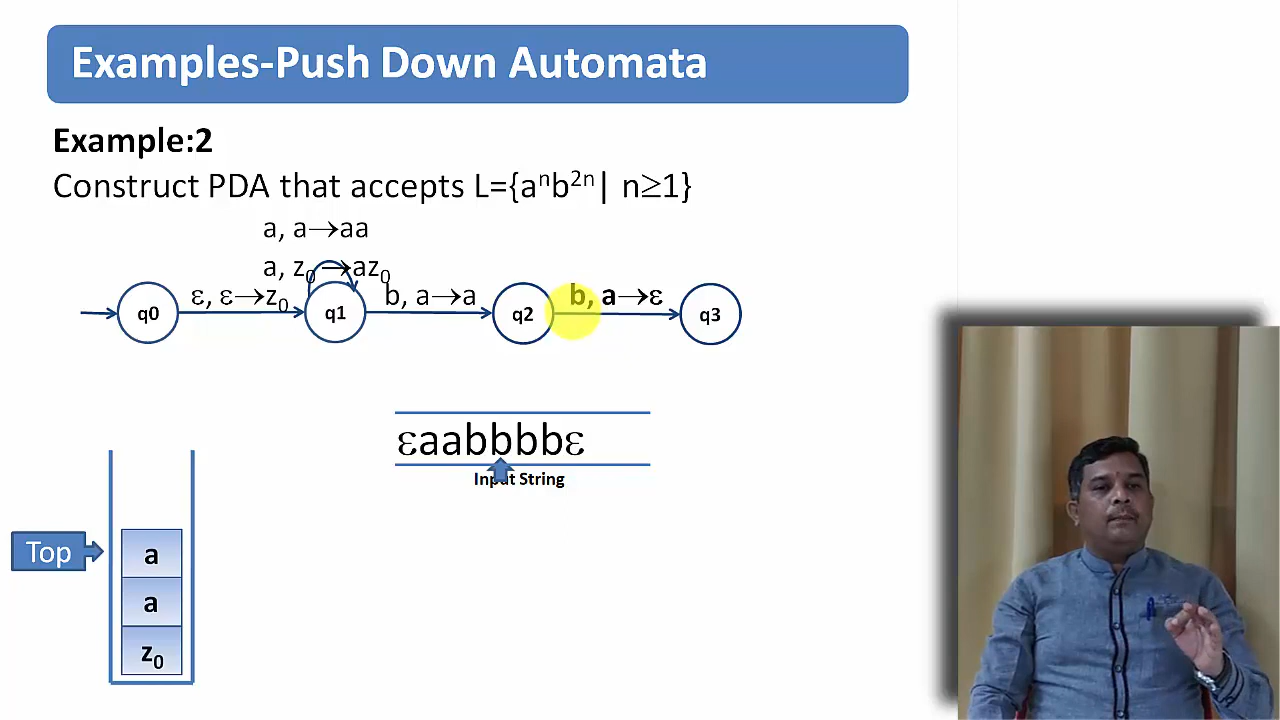 Examples-Push Down Automata
Example:2
Construct PDA that accepts L={aⁿb²ⁿ| n≥1}
a, a→aa
a, z₀→az₀
ε, ε→z₀
b, a→a
b, a→ε
q0
q1
q2
q3
εaabbbbε
Input String
Top
a
a
z₀